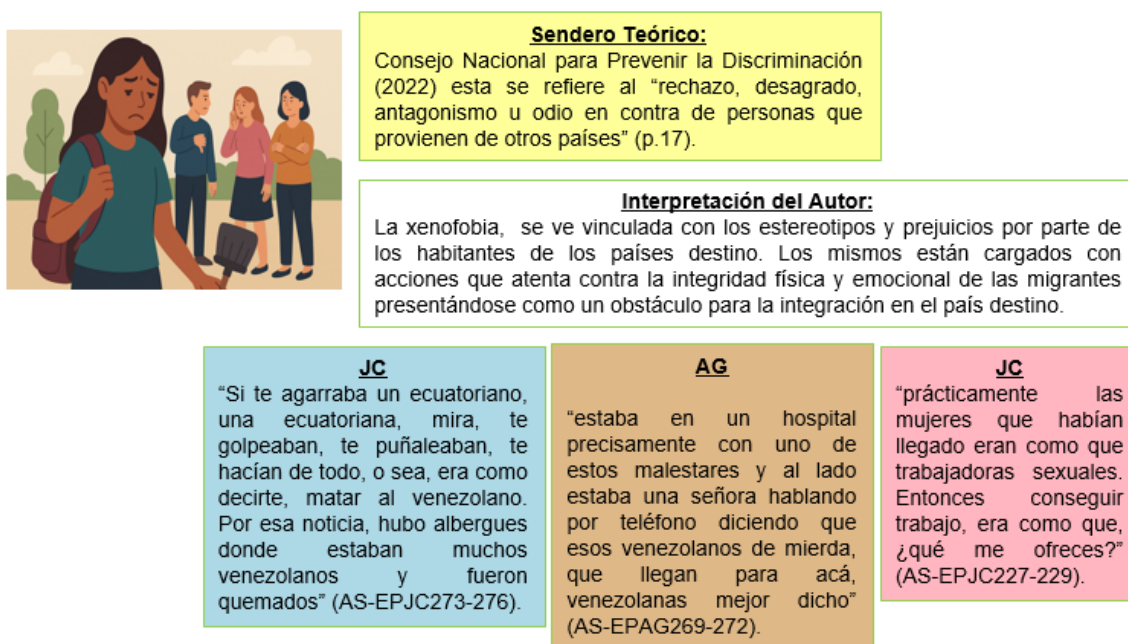 Sendero Teórico:
Consejo Nacional para Prevenir la Discriminación
(2022) esta se refiere al “rechazo, desagrado,
antagonismo u odio en contra de personas que
provienen de otros países” (p.17).
Interpretación del Autor:
La xenofobia, se ve vinculada con los estereotipos y prejuicios por parte de
los habitantes de los países destino. Los mismos están cargados con
acciones que atenta contra la integridad física y emocional de las migrantes
presentándose como un obstáculo para la integración en el país destino.
JC
“Si te agarraba un ecuatoriano,
una ecuatoriana, mira, te
golpeaban, te puñaleaban, te
hacían de todo, o sea, era como
decirte, matar al venezolano.
Por esa noticia, hubo albergues
donde estaban muchos
venezolanos y fueron
quemados” (AS-EPJC273-276).
AG
“estaba en un hospital
precisamente con uno de
estos malestares y al lado
estaba una señora hablando
por teléfono diciendo que
esos venezolanos de mierda,
que llegan para acá,
venezolanas mejor dicho”
(AS-EPAG269-272).
JC
“prácticamente las
mujeres que habían
llegado eran como que
trabajadoras sexuales.
Entonces conseguir
trabajo, era como que,
¿qué me ofreces?”
(AS-EPJC227-229).